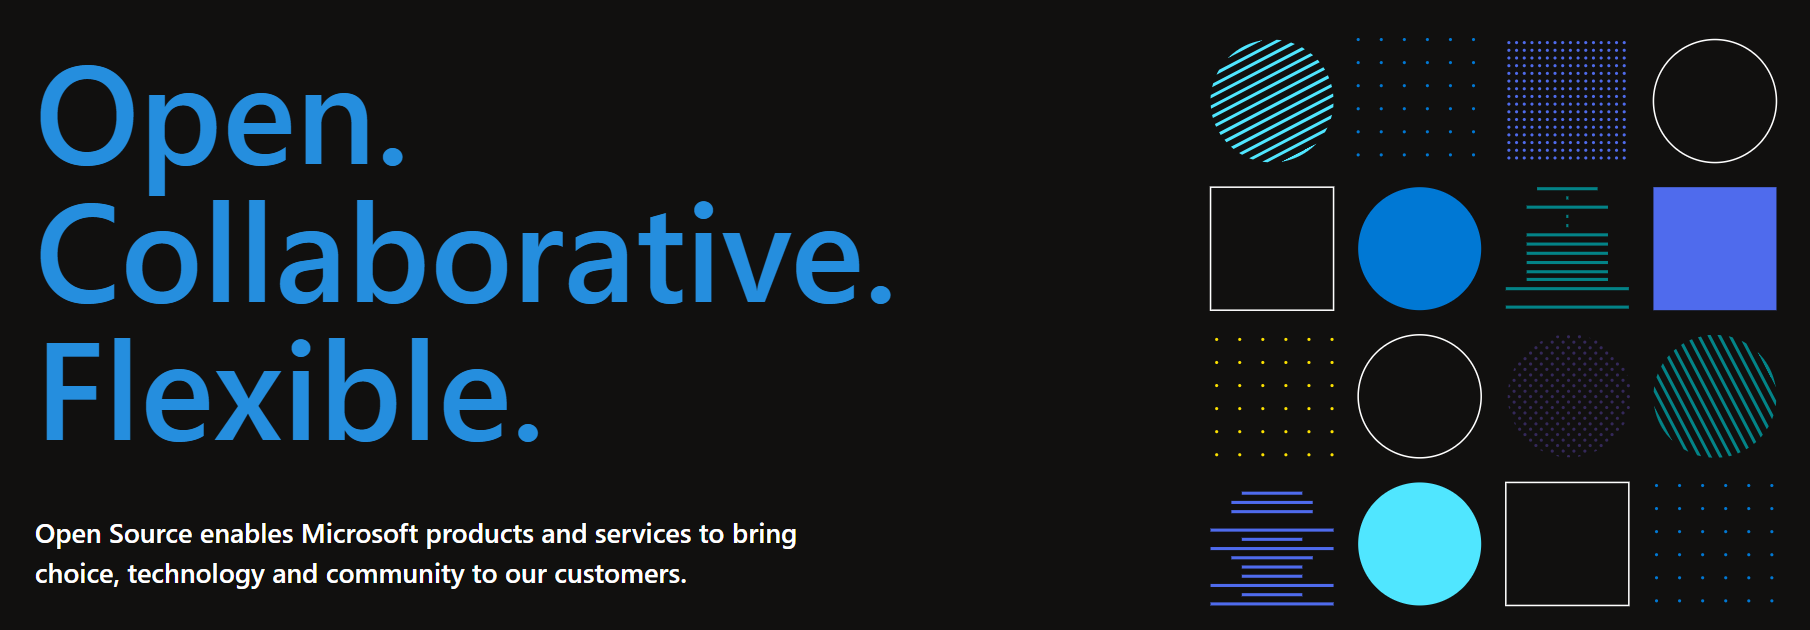 Open.
Collaborative.
Flexible.
Open Source enables Microsoft products and services to bring
choice, technology and community to our customers.